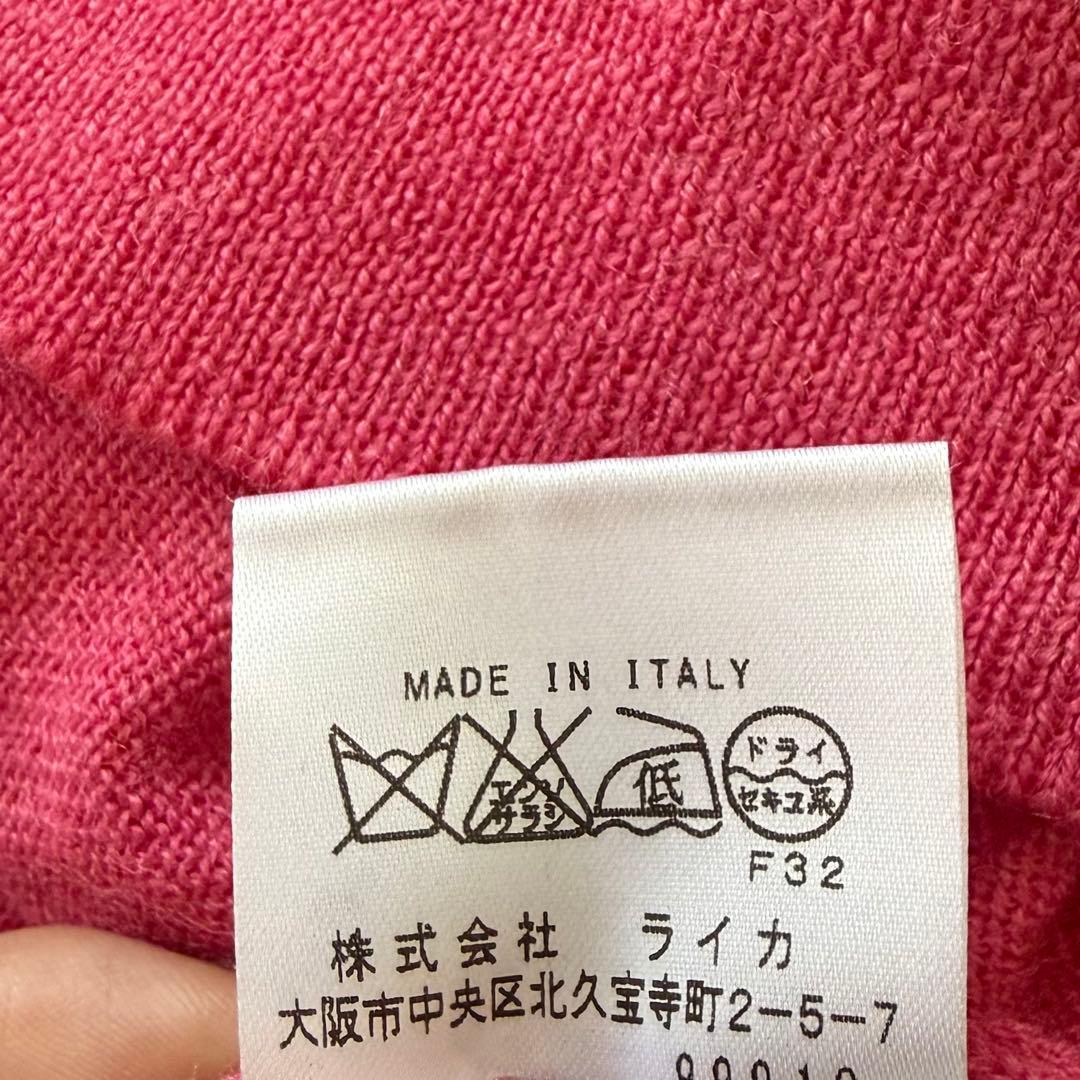 MADE IN ITALY
エンソ
サラシ
低
ドライ
セキユ系
F32
株式会社 ライカ
大阪市中央区北久宝寺町2-5-7